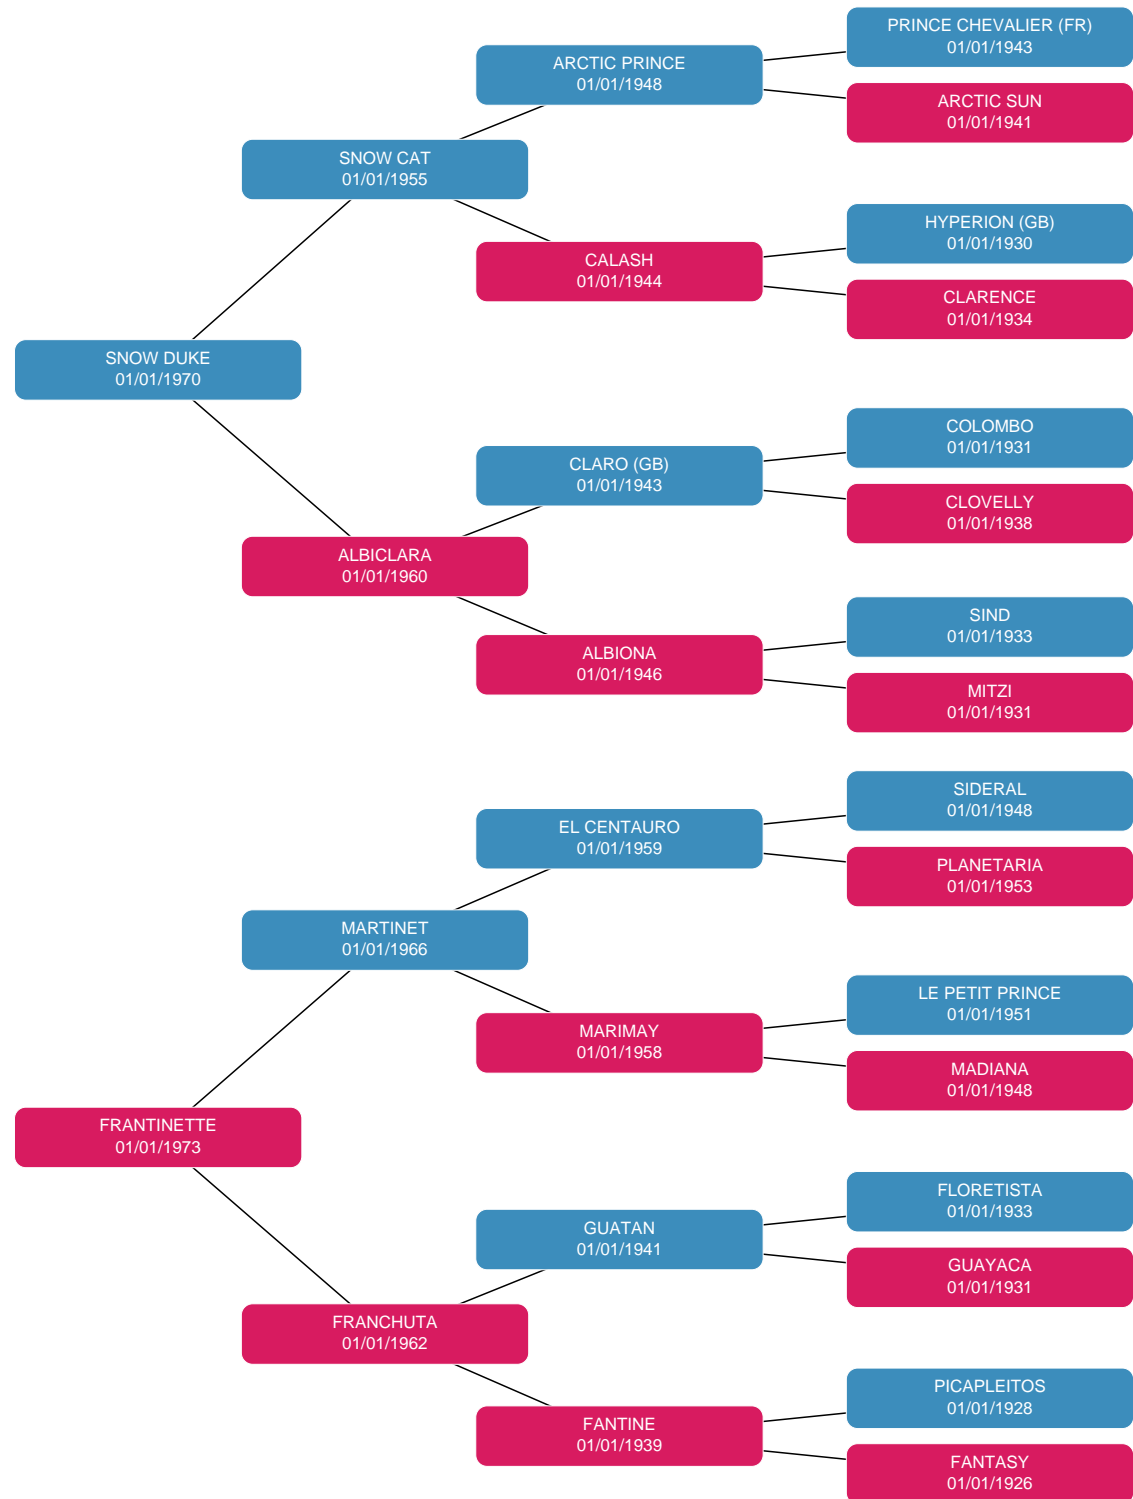 PRINCE CHEVALIER (FR)
01/01/1943
ARCTIC PRINCE
01/01/1948
ARCTIC SUN
01/01/1941
SNOW CAT
01/01/1955
HYPERION (GB)
01/01/1930
CALASH
01/01/1944
CLARENCE
01/01/1934
SNOW DUKE
01/01/1970
COLOMBO
01/01/1931
CLARO (GB)
01/01/1943
CLOVELLY
01/01/1938
ALBICLARA
01/01/1960
SIND
01/01/1933
ALBIONA
01/01/1946
MITZI
01/01/1931
SIDERAL
01/01/1948
EL CENTAURO
01/01/1959
PLANETARIA
01/01/1953
MARTINET
01/01/1966
LE PETIT PRINCE
01/01/1951
MARIMAY
01/01/1958
MADIANA
01/01/1948
FRANTINETTE
01/01/1973
FLORETISTA
01/01/1933
GUATAN
01/01/1941
GUAYACA
01/01/1931
FRANCHUTA
01/01/1962
PICAPLEITOS
01/01/1928
FANTINE
01/01/1939
FANTASY
01/01/1926